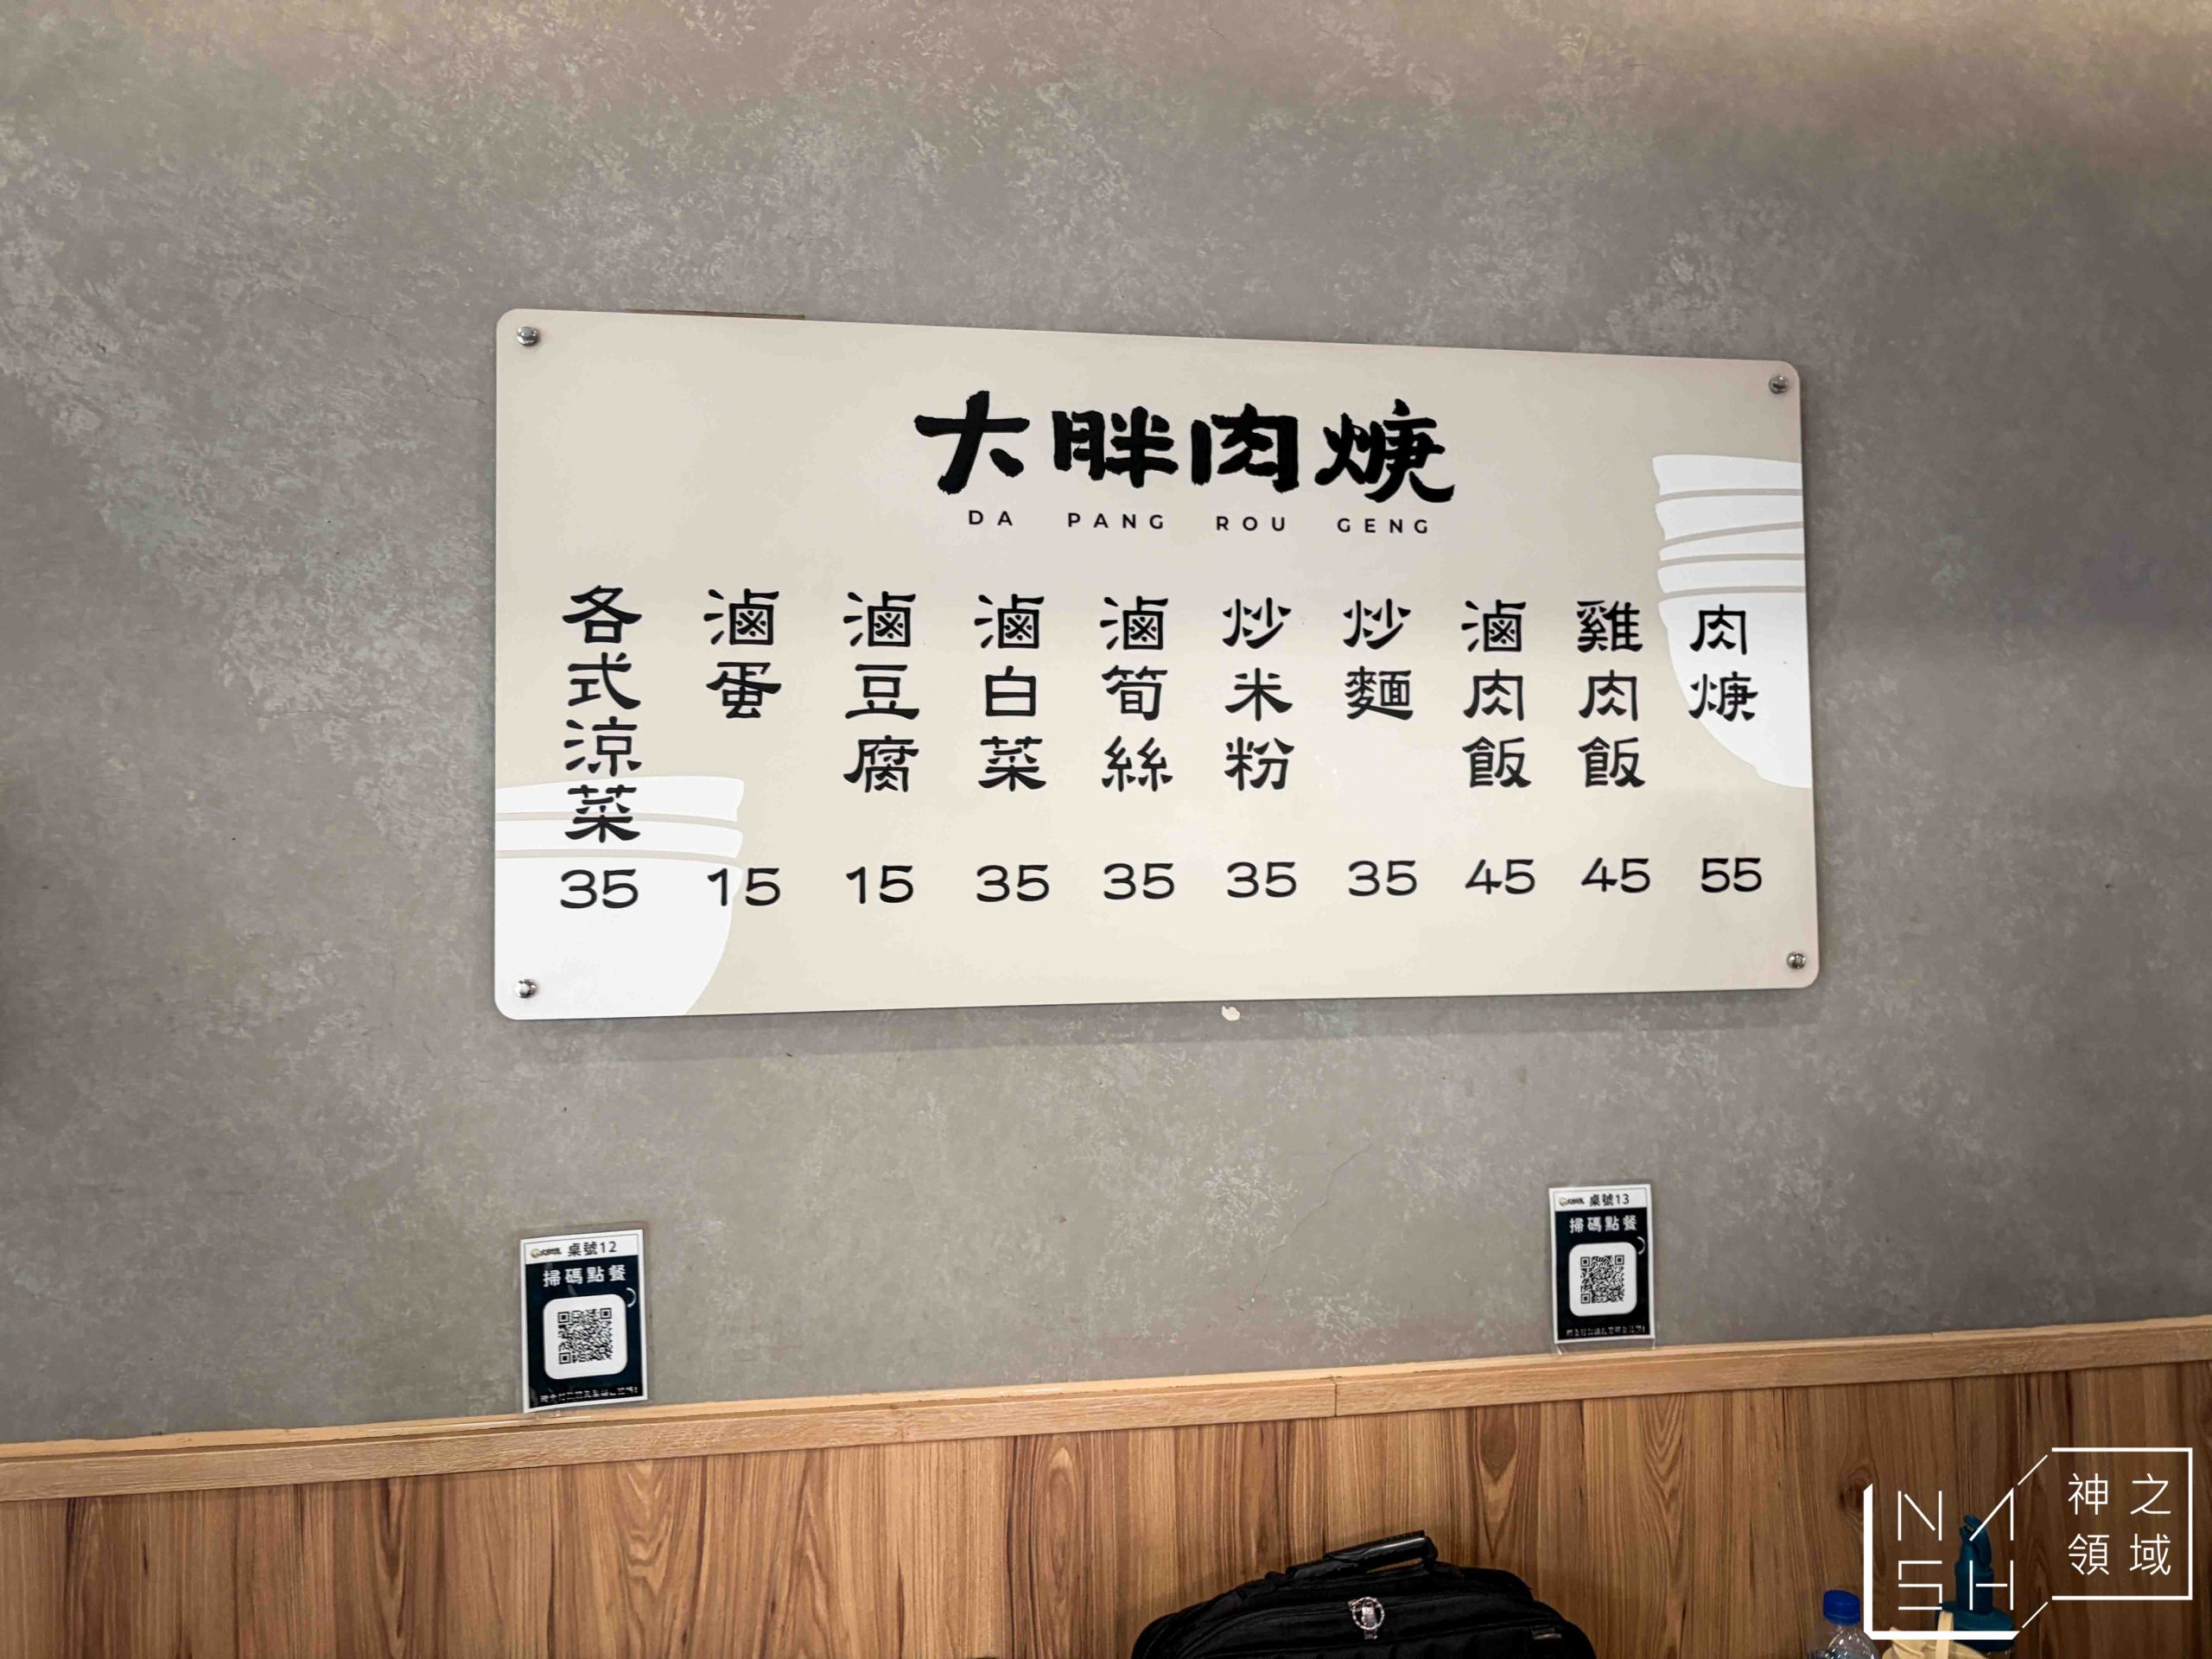 大胖肉焿
DA PANG ROU GENG
肉焿
55
雞肉飯
45
滷肉飯
45
炒麵
35
炒米粉
35
滷筍絲
35
滷白菜
35
滷豆腐
15
滷蛋
15
各式涼菜
35
桌號12
掃碼點餐
桌號13
掃碼點餐
NASH
神之領域